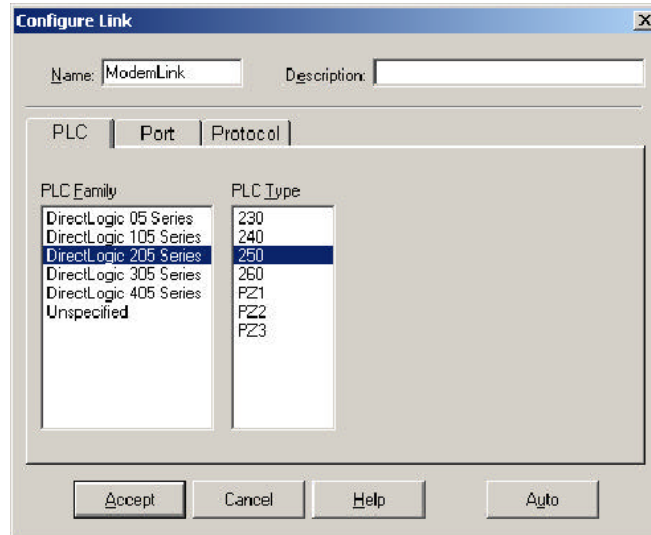 Configure Link
Name: ModemLink Description:
PLC Port Protocol
PLC Family PLC Type
DirectLogic 05 Series 230
DirectLogic 105 Series 240
DirectLogic 205 Series 250
DirectLogic 305 Series 260
DirectLogic 405 Series PZ1
Unspecified PZ2
PZ3
Accept Cancel Help Auto